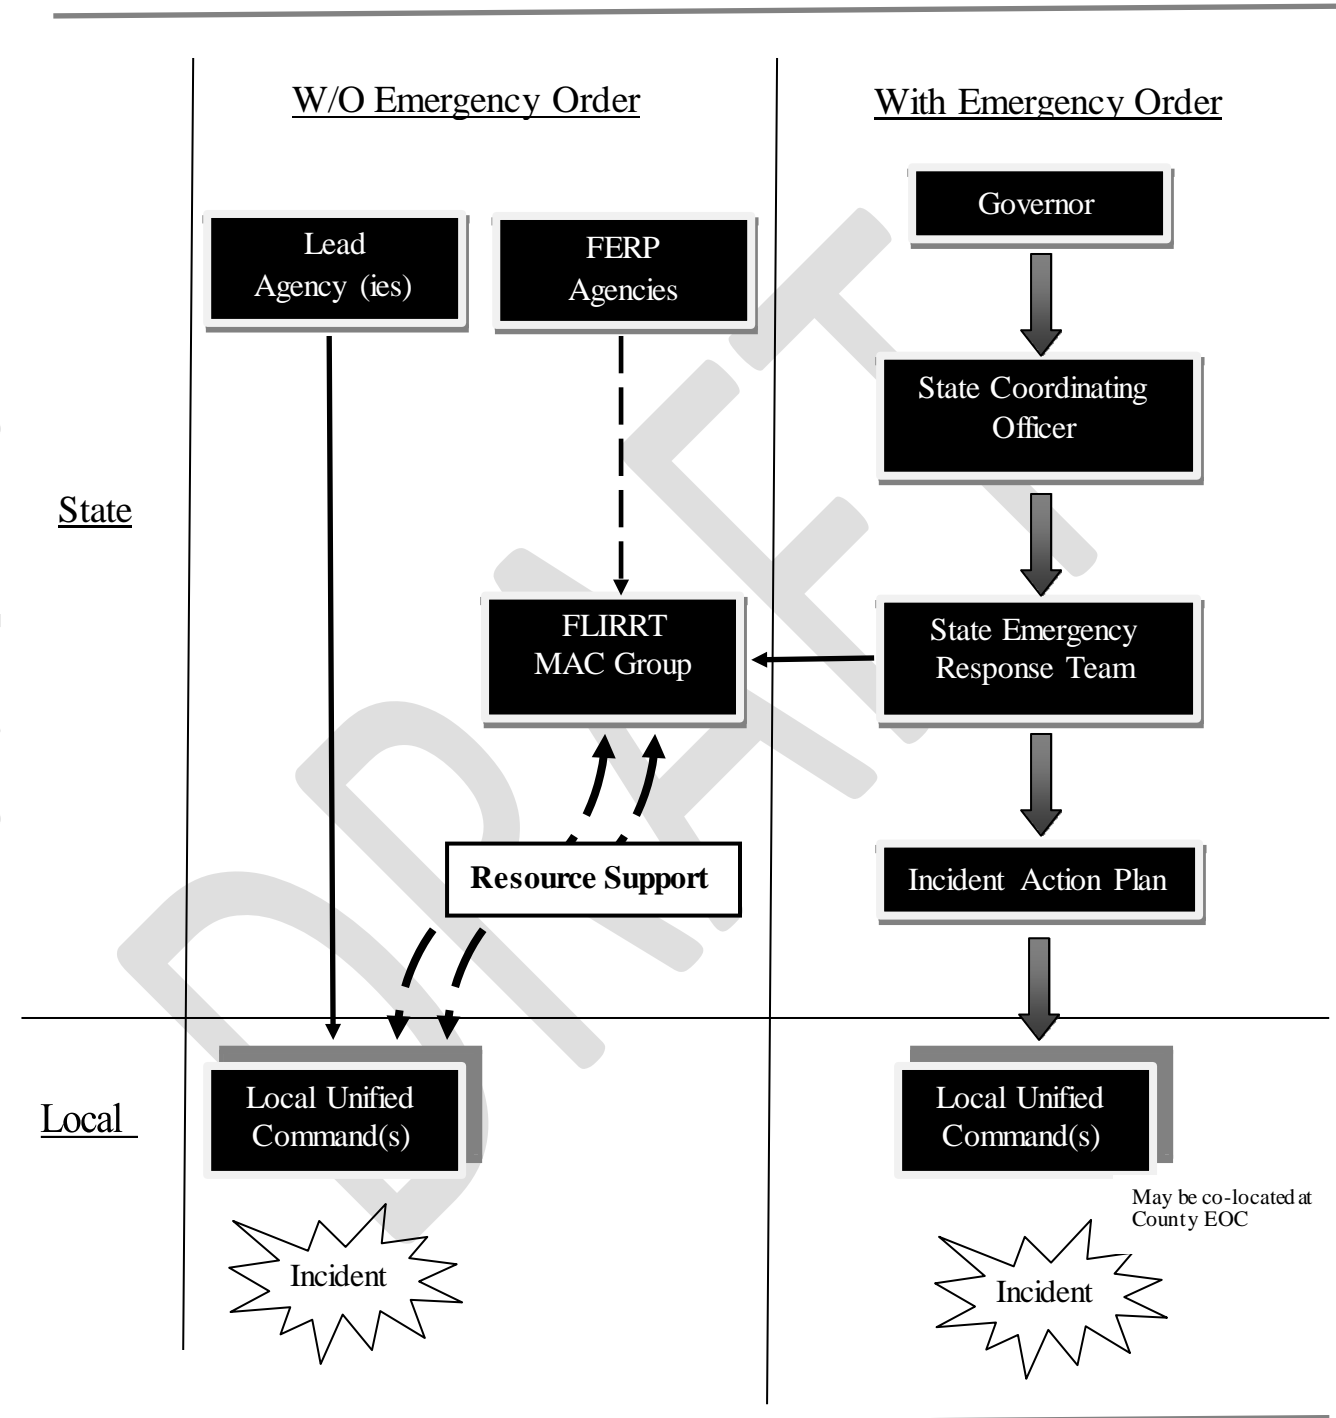 W/O Emergency Order
With Emergency Order
Governor
Lead
Agency (ies)
FERP
Agencies
State Coordinating
Officer
State
FLIRRT
MAC Group
State Emergency
Response Team
Resource Support
Incident Action Plan
Local
Local Unified
Command(s)
Local Unified
Command(s)
May be co-located at
County EOC
Incident
Incident
DRAFT